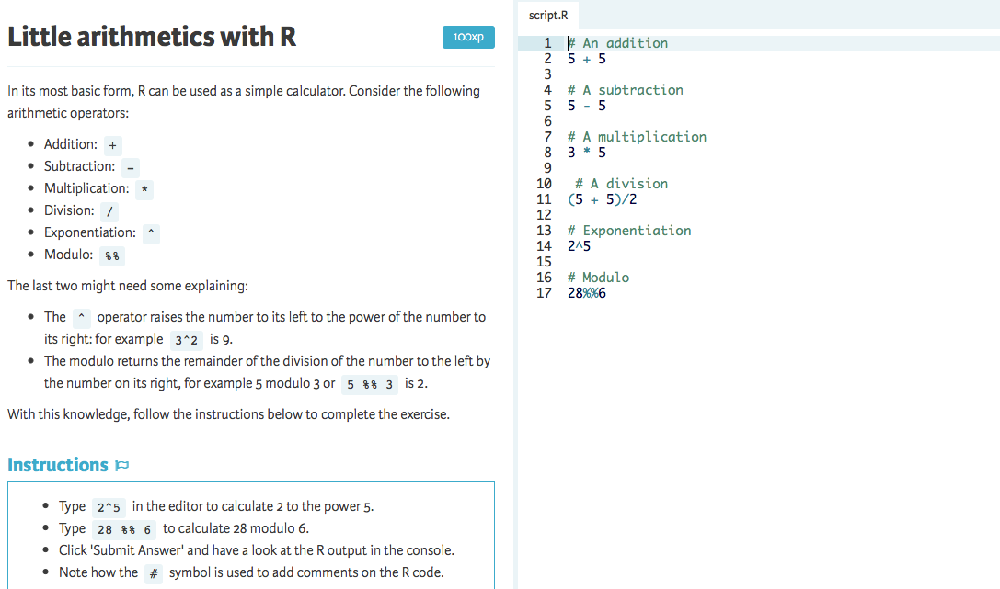 Little arithmetics with R
100xp
In its most basic form, R can be used as a simple calculator. Consider the following
arithmetic operators:
• Addition: +
• Subtraction: -
• Multiplication: *
• Division: /
• Exponentiation: ^
• Modulo: %%
The last two might need some explaining:
• The ^ operator raises the number to its left to the power of the number to
its right: for example 3^2 is 9.
• The modulo returns the remainder of the division of the number to the left by
the number on its right, for example 5 modulo 3 or 5 %% 3 is 2.
With this knowledge, follow the instructions below to complete the exercise.
Instructions
• Type 2^5 in the editor to calculate 2 to the power 5.
• Type 28 %% 6 to calculate 28 modulo 6.
• Click 'Submit Answer' and have a look at the R output in the console.
• Note how the # symbol is used to add comments on the R code.
script.R
1 # An addition
2 5 + 5
3
4 # A subtraction
5 5 - 5
6
7 # A multiplication
8 3 * 5
9
10  # A division
11 (5 + 5)/2
12
13 # Exponentiation
14 2^5
15
16 # Modulo
17 28%%6